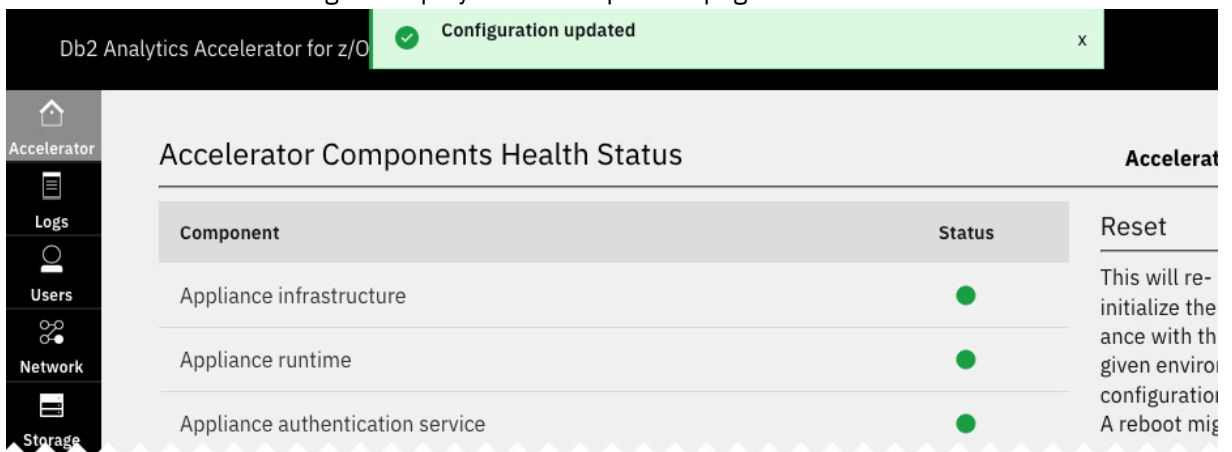 Configuration updated
x
Db2 Analytics Accelerator for z/O
Accelerator
Logs
Users
Network
Storage
Accelerator Components Health Status
Component Status
Appliance infrastructure
Appliance runtime
Appliance authentication service
Accelerat
Reset
This will re-
initialize the
ance with th
given enviro
configuration
A reboot mig